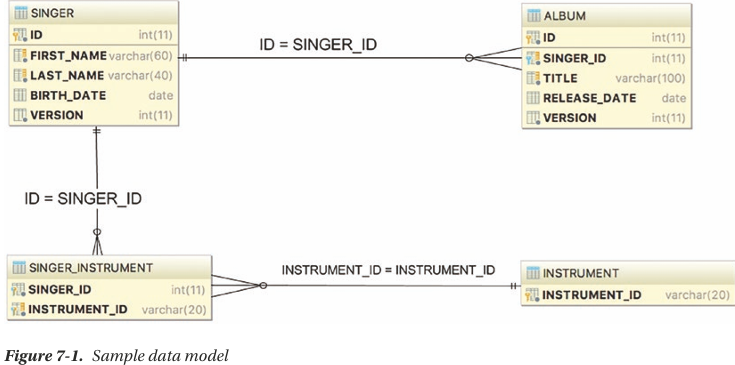 SINGER
ID int(11)
FIRST_NAME varchar(60)
LAST_NAME varchar(40)
BIRTH_DATE date
VERSION int(11)
ID = SINGER_ID
ALBUM
ID int(11)
SINGER_ID int(11)
TITLE varchar(100)
RELEASE_DATE date
VERSION int(11)
ID = SINGER_ID
SINGER_INSTRUMENT
SINGER_ID int(11)
INSTRUMENT_ID varchar(20)
INSTRUMENT_ID = INSTRUMENT_ID
INSTRUMENT
INSTRUMENT_ID varchar(20)
Figure 7-1. Sample data model